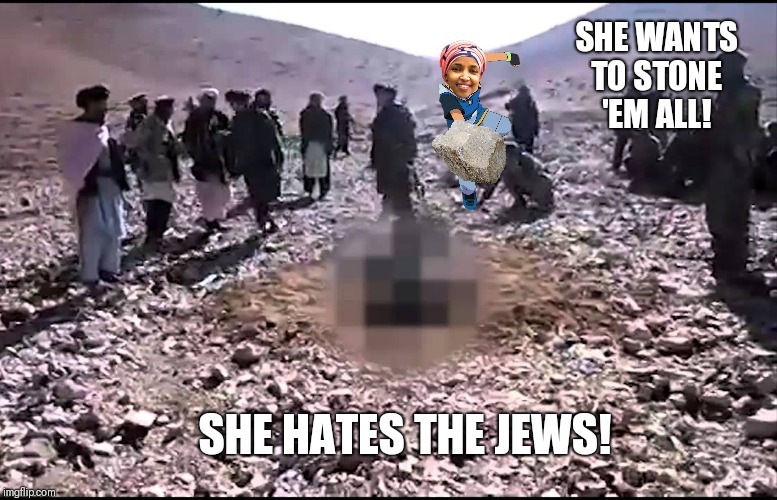 SHE WANTS
TO STONE
'EM ALL!
SHE HATES THE JEWS!
imgflip.com